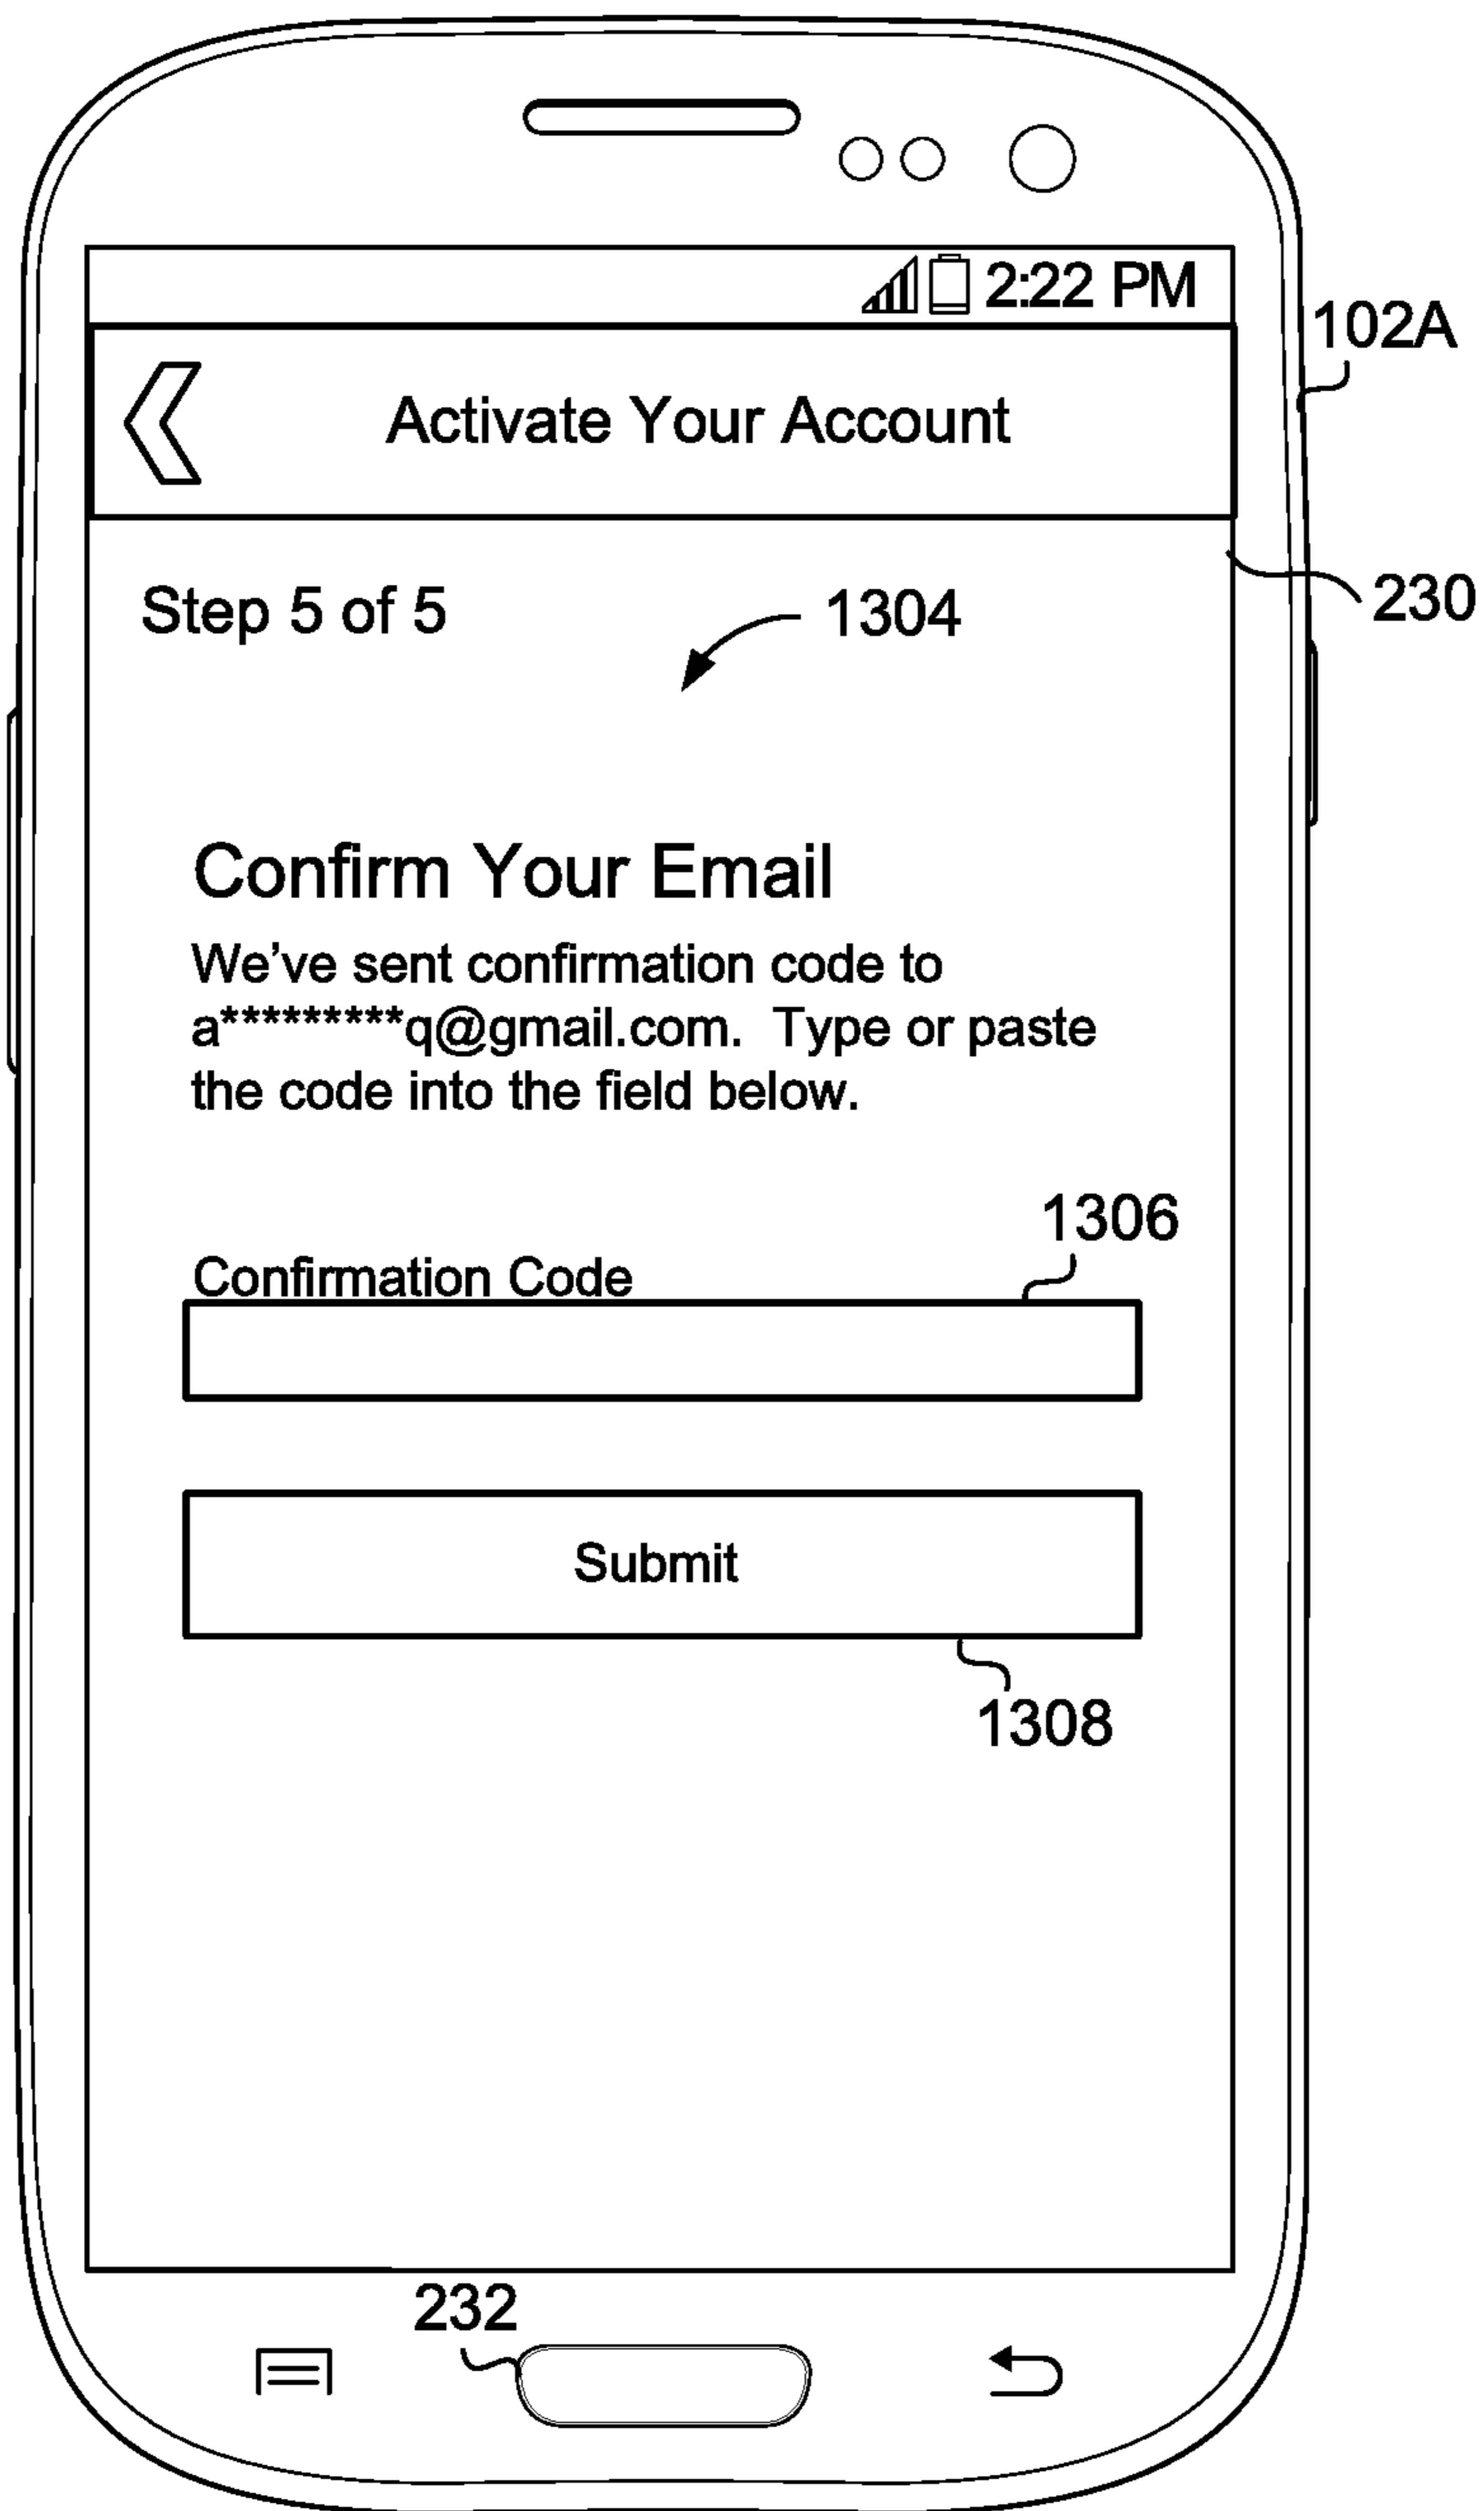 2:22 PM
102A
Activate Your Account
Step 5 of 5
1304
230
Confirm Your Email
We’ve sent confirmation code to
a*********q@gmail.com.  Type or paste
the code into the field below.
1306
Confirmation Code
Submit
1308
232